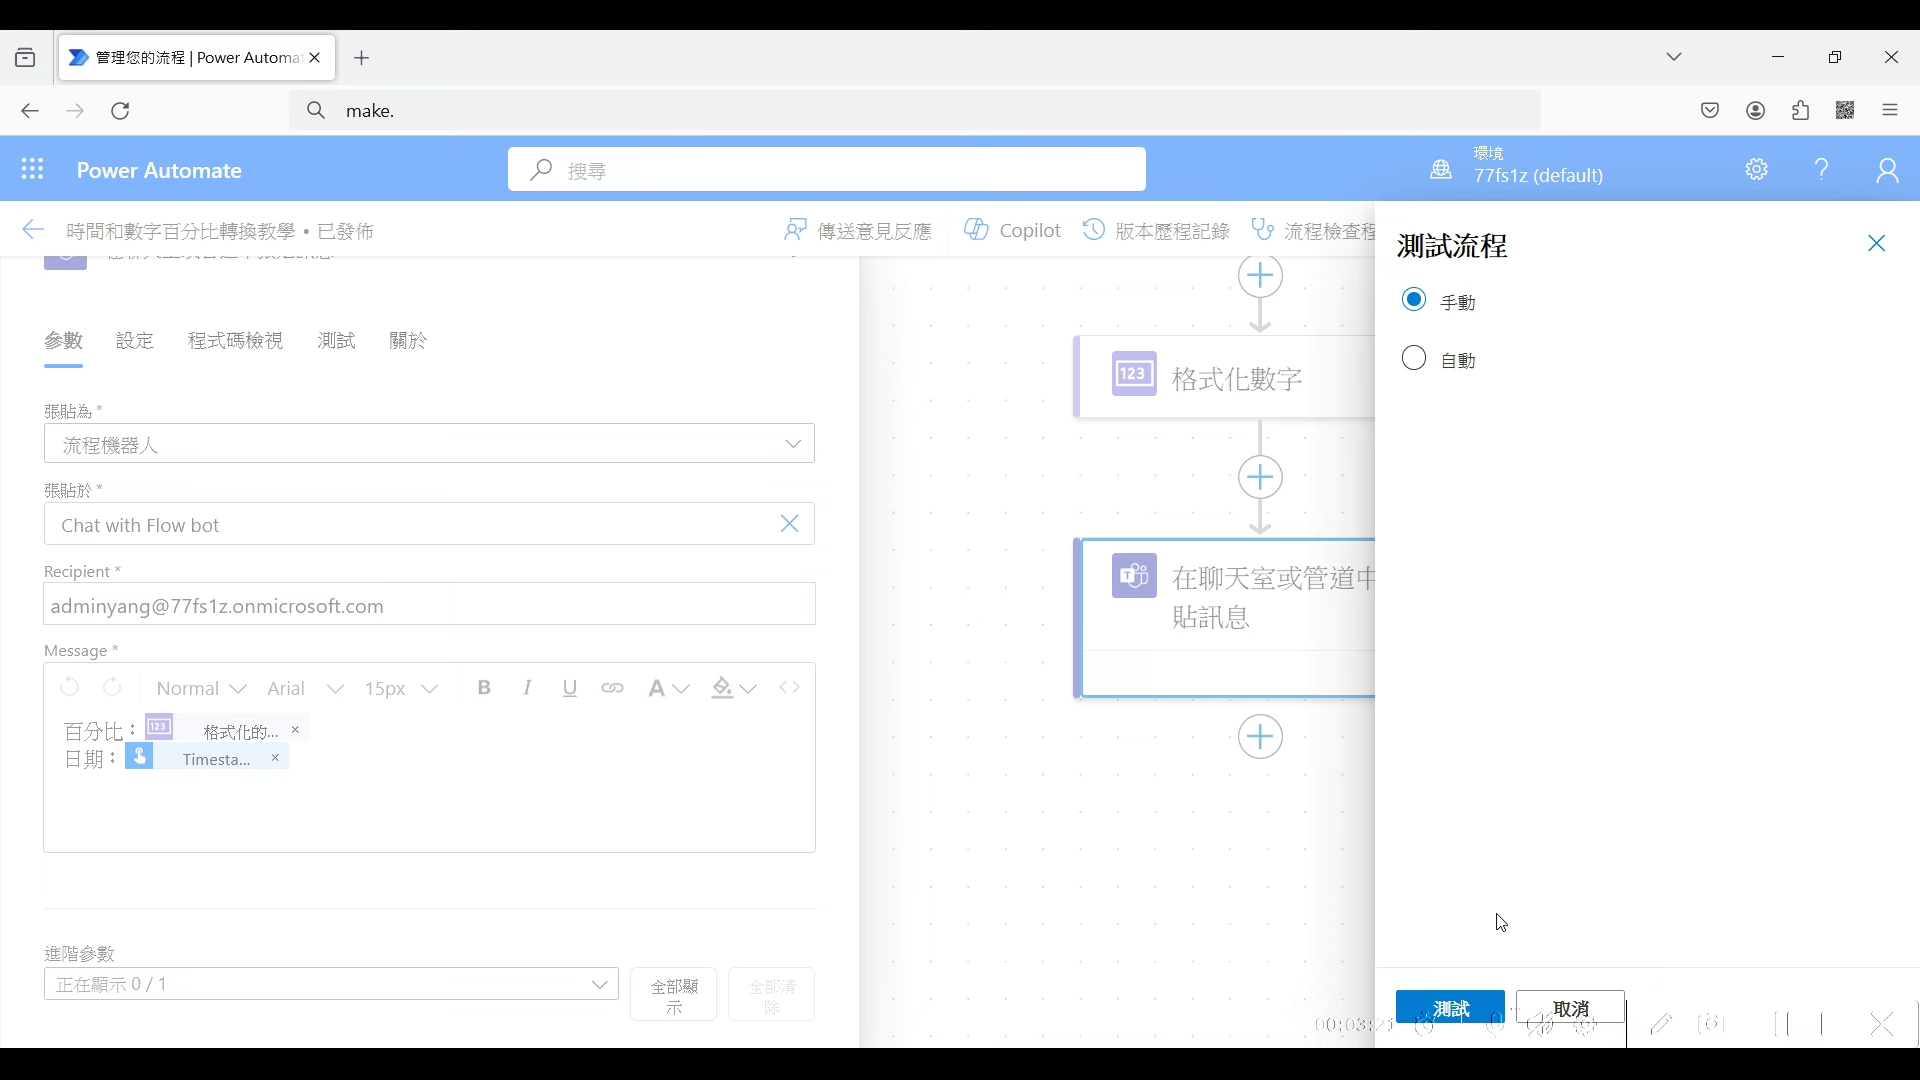 管理您的流程 | Power Automa
make.
Power Automate
搜尋
環境
77fs1z (default)
時間和數字百分比轉換教學 • 已發佈
傳送意見反應
Copilot
版本歷程記錄
流程檢查程
測試流程
手動
自動
參數
設定
程式碼檢視
測試
關於
張貼為 *
流程機器人
張貼於 *
Chat with Flow bot
Recipient *
adminyang@77fs1z.onmicrosoft.com
Message *
Normal
Arial
15px
B I U A <>
百分比： 123 格式化的... ×
日期： Timesta... ×
進階參數
正在顯示 0 / 1
全部顯
示
全部清
除
123 格式化數字
在聊天室或管道中
貼訊息
測試
取消
00:03:21